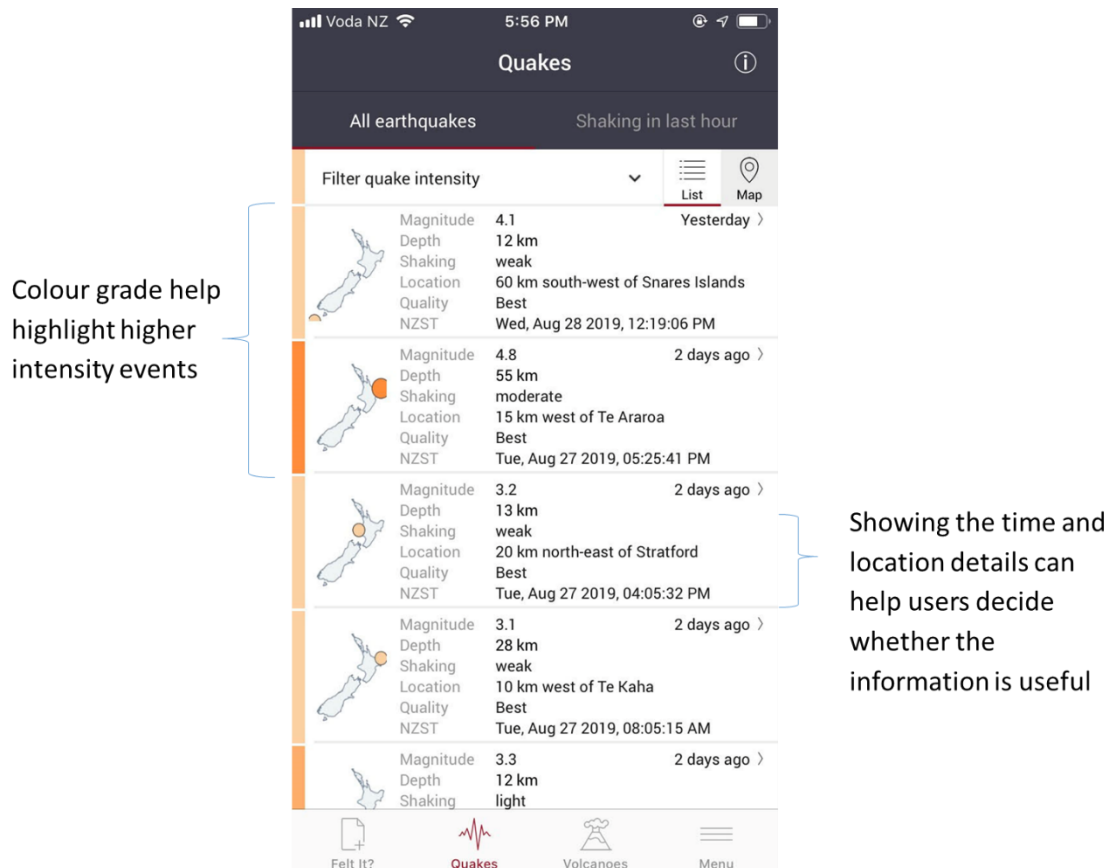 Voda NZ 5:56 PM
Quakes
All earthquakes Shaking in last hour
Filter quake intensity List Map
Magnitude 4.1 Yesterday
Depth 12 km
Shaking weak
Location 60 km south-west of Snares Islands
Quality Best
NZST Wed, Aug 28 2019, 12:19:06 PM
Magnitude 4.8 2 days ago
Depth 55 km
Shaking moderate
Location 15 km west of Te Araroa
Quality Best
NZST Tue, Aug 27 2019, 05:25:41 PM
Magnitude 3.2 2 days ago
Depth 13 km
Shaking weak
Location 20 km north-east of Stratford
Quality Best
NZST Tue, Aug 27 2019, 04:05:32 PM
Magnitude 3.1 2 days ago
Depth 28 km
Shaking weak
Location 10 km west of Te Kaha
Quality Best
NZST Tue, Aug 27 2019, 08:05:15 AM
Magnitude 3.3 2 days ago
Depth 12 km
Shaking light
Felt It? Quakes Volcanoes Menu
Colour grade help
highlight higher
intensity events
Showing the time and
location details can
help users decide
whether the
information is useful